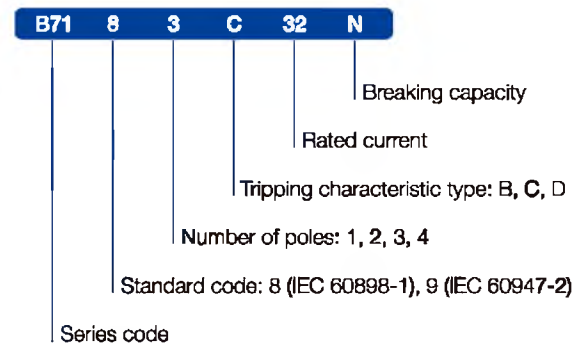 B71 8 3 C 32 N
Breaking capacity
Rated current
Tripping characteristic type: B, C, D
Number of poles: 1, 2, 3, 4
Standard code: 8 (IEC 60898-1), 9 (IEC 60947-2)
Series code